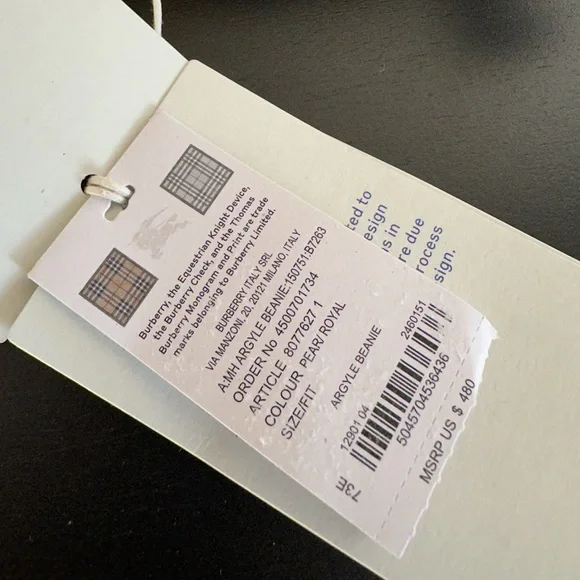 Burberry, the Equestrian Knight Device,
the Burberry Check, and the Thomas
Burberry Monogram and Print are trade
marks belonging to Burberry Limited.
BURBERRY ITALY SRL
VIA MANZONI, 20, 20121 MILANO, ITALY
A:MH ARGYLE BEANIE:150751:B7263
ORDER No 4500701734
ARTICLE 8077627 1
COLOUR PEAR/ROYAL
SIZE/FIT
ARGYLE BEANIE
12901 04 2460151
5045704536436
73
E
MSRP US $ 480
ted to
esign
s in
re due
rocess
sign.